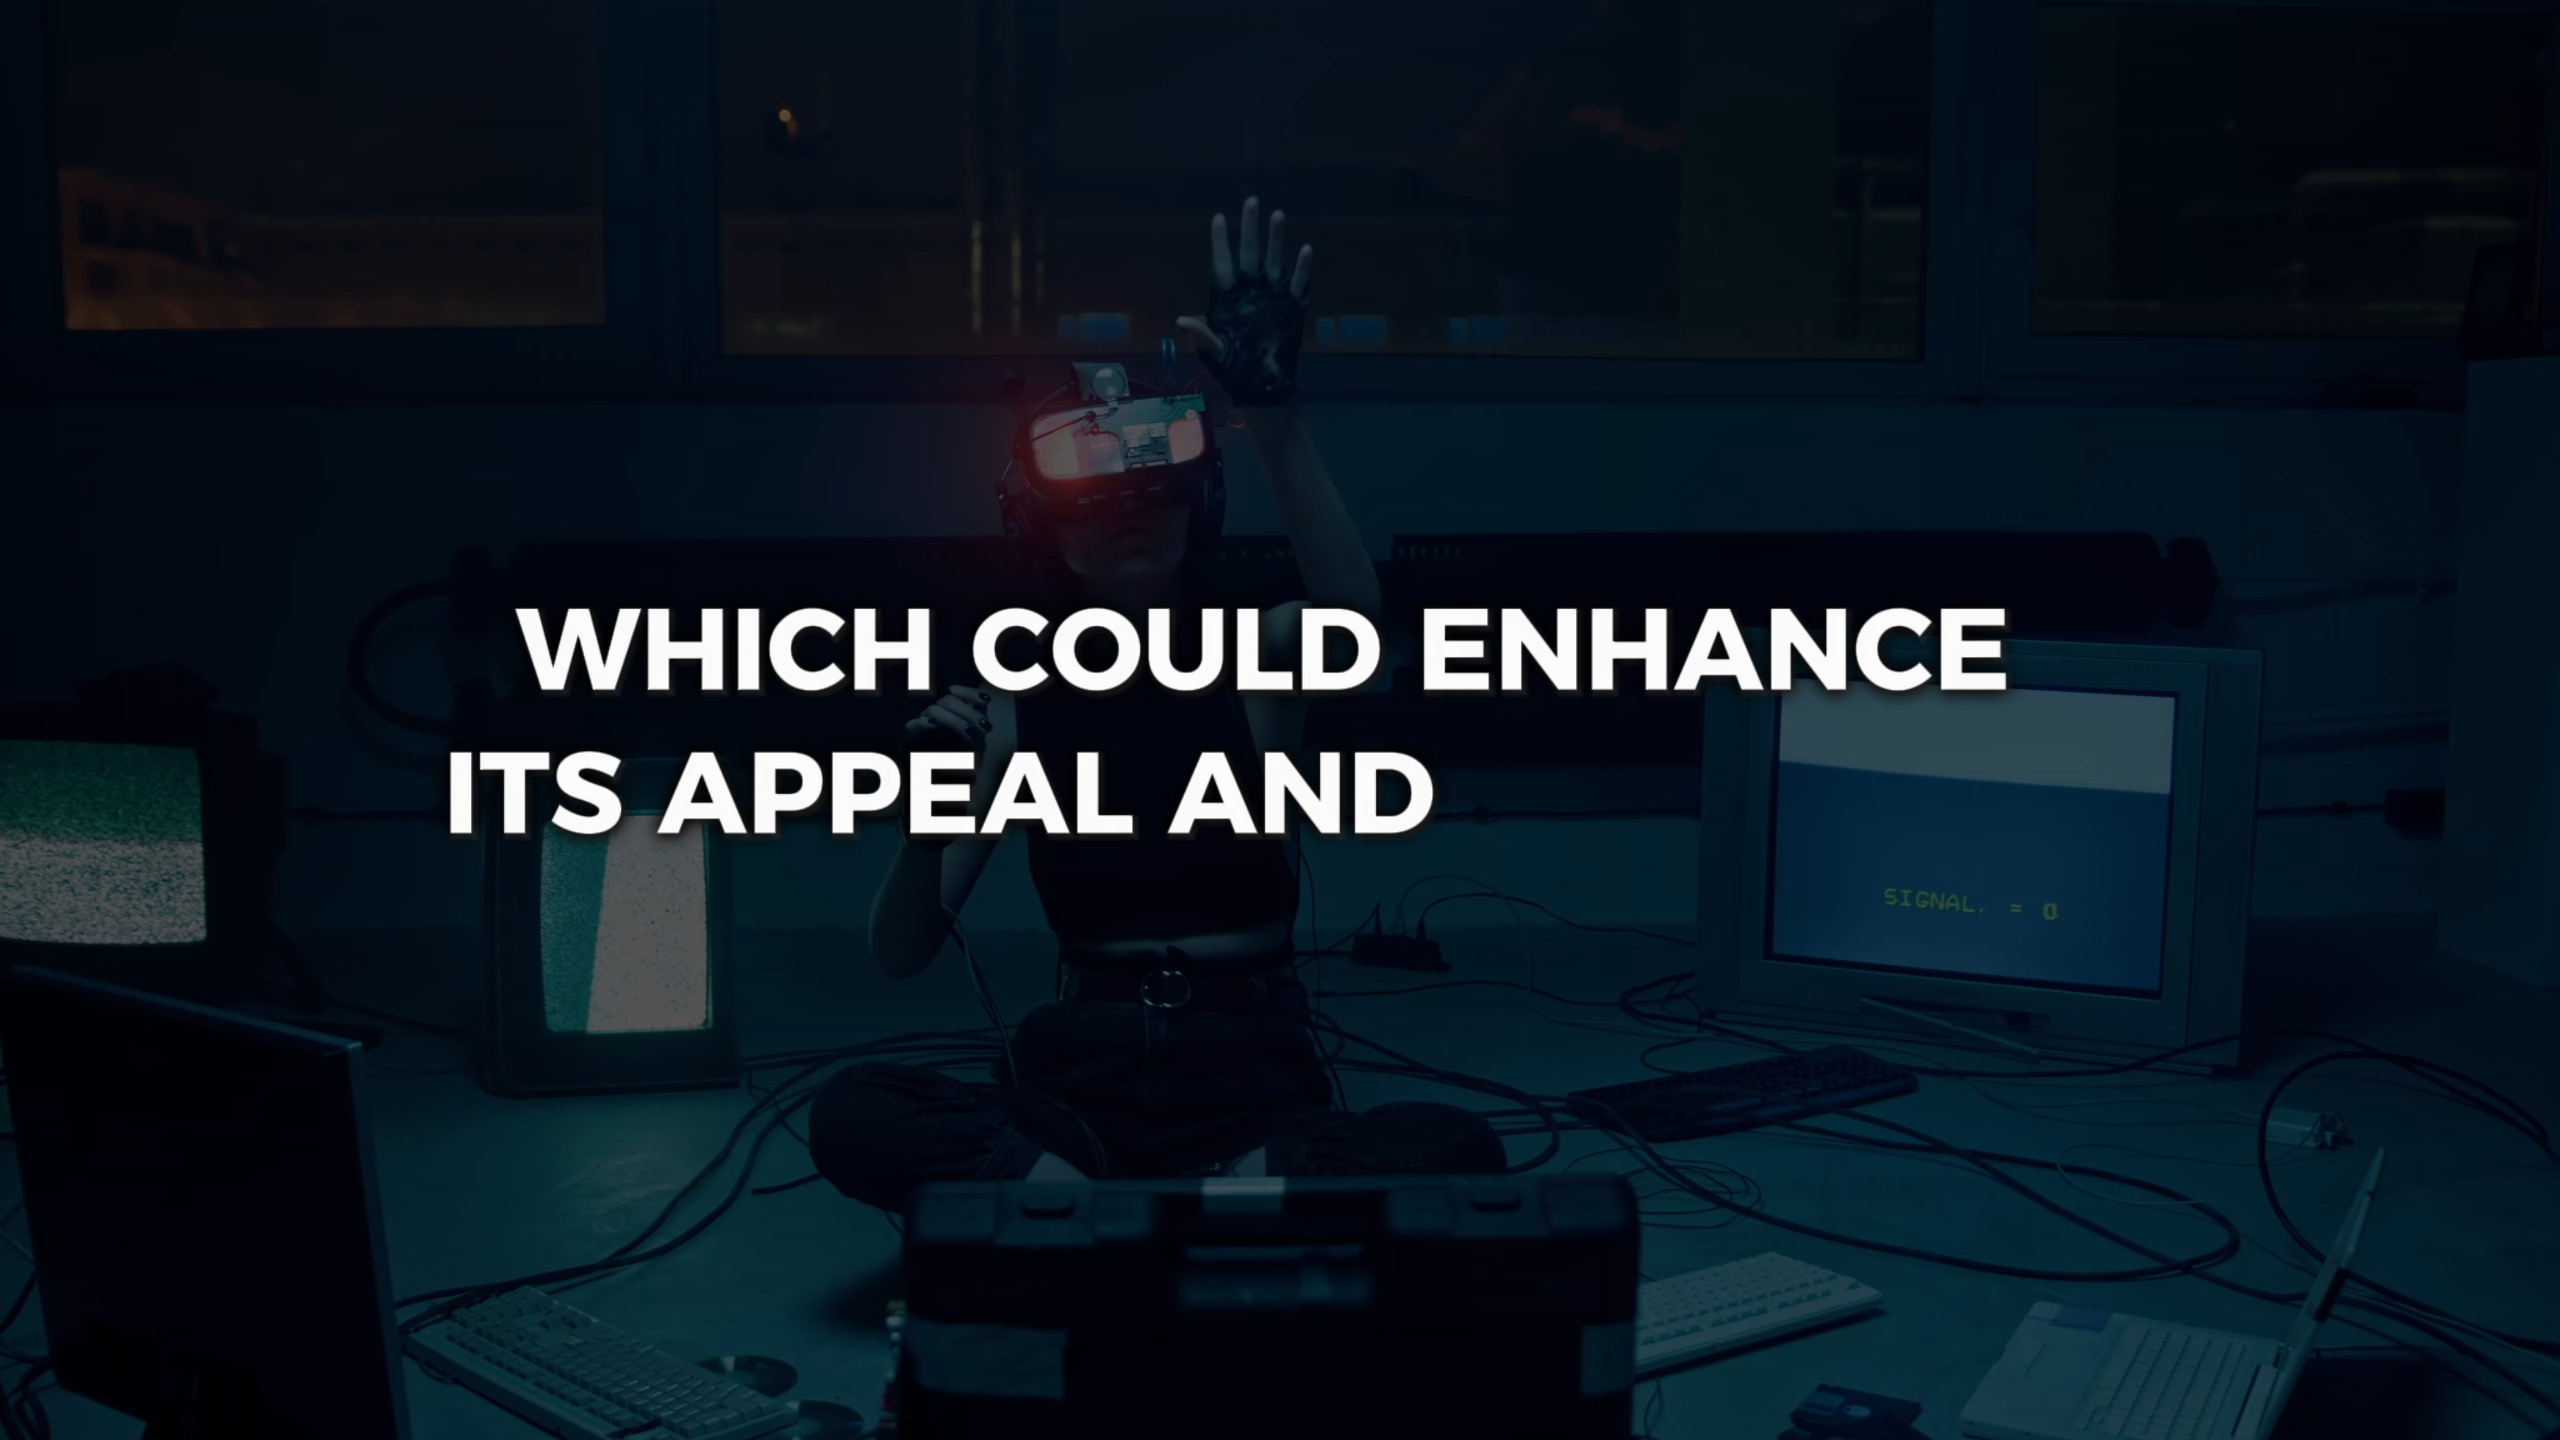 WHICH COULD ENHANCE
ITS APPEAL AND
SIGNAL. = 0